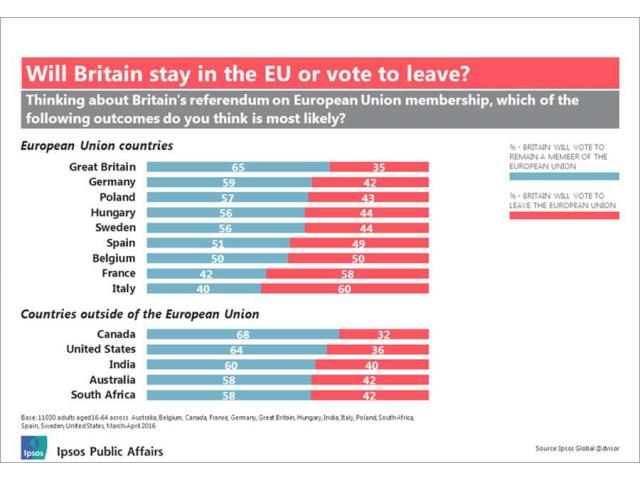 Will Britain stay in the EU or vote to leave?
Thinking about Britain's referendum on European Union membership, which of the
following outcomes do you think is most likely?
European Union countries
% - BRITAIN WILL VOTE TO
REMAIN A MEMBER OF THE
EUROPEAN UNION
% - BRITAIN WILL VOTE TO
LEAVE THE EUROPEAN UNION
Great Britain 65 35
Germany 59 42
Poland 57 43
Hungary 56 44
Sweden 56 44
Spain 51 49
Belgium 50 50
France 42 58
Italy 40 60
Countries outside of the European Union
Canada 68 32
United States 64 36
India 60 40
Australia 58 42
South Africa 58 42
Base: 11030 adults aged 16-64 across Australia, Belgium, Canada, France, Germany, Great Britain, Hungary, India, Italy, Poland, South Africa,
Spain, Sweden, United States, March-April 2016
Ipsos
Ipsos Public Affairs
Source: Ipsos Global @dvisor